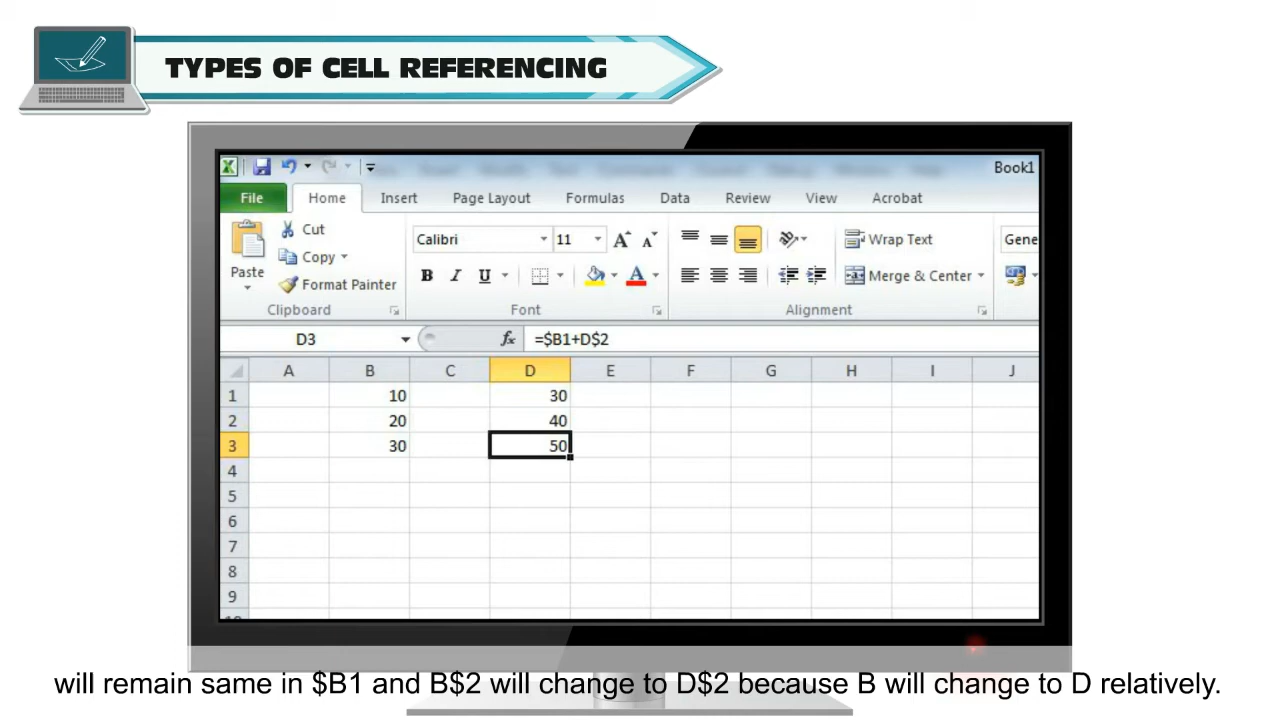 TYPES OF CELL REFERENCING
Book1
File Home Insert Page Layout Formulas Data Review View Acrobat
Cut
Calibri 11 A A Wrap Text Gene
Copy
Paste B I U A Merge & Center
Format Painter
Clipboard Font Alignment
D3 fx =$B1+D$2
A B C D E F G H I J
1 10 30
2 20 40
3 30 50
4
5
6
7
8
9
will remain same in $B1 and B$2 will change to D$2 because B will change to D relatively.